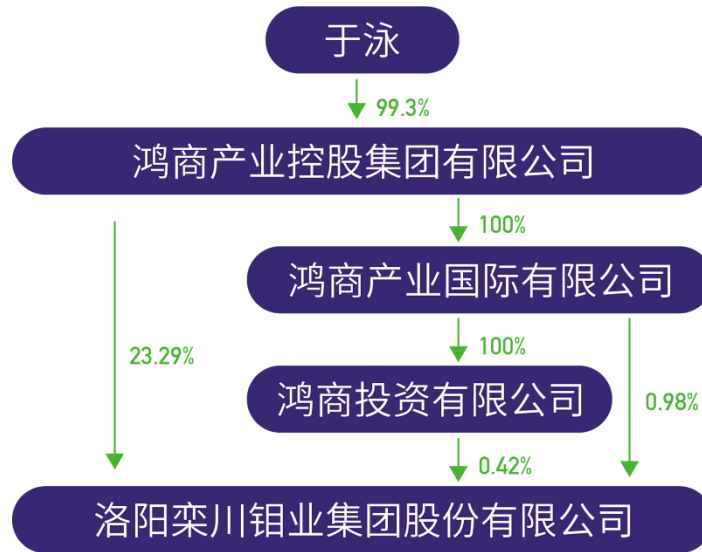 于泳
99.3%
鸿商产业控股集团有限公司
100%
鸿商产业国际有限公司
23.29%
100%
鸿商投资有限公司
0.98%
0.42%
洛阳栾川钼业集团股份有限公司